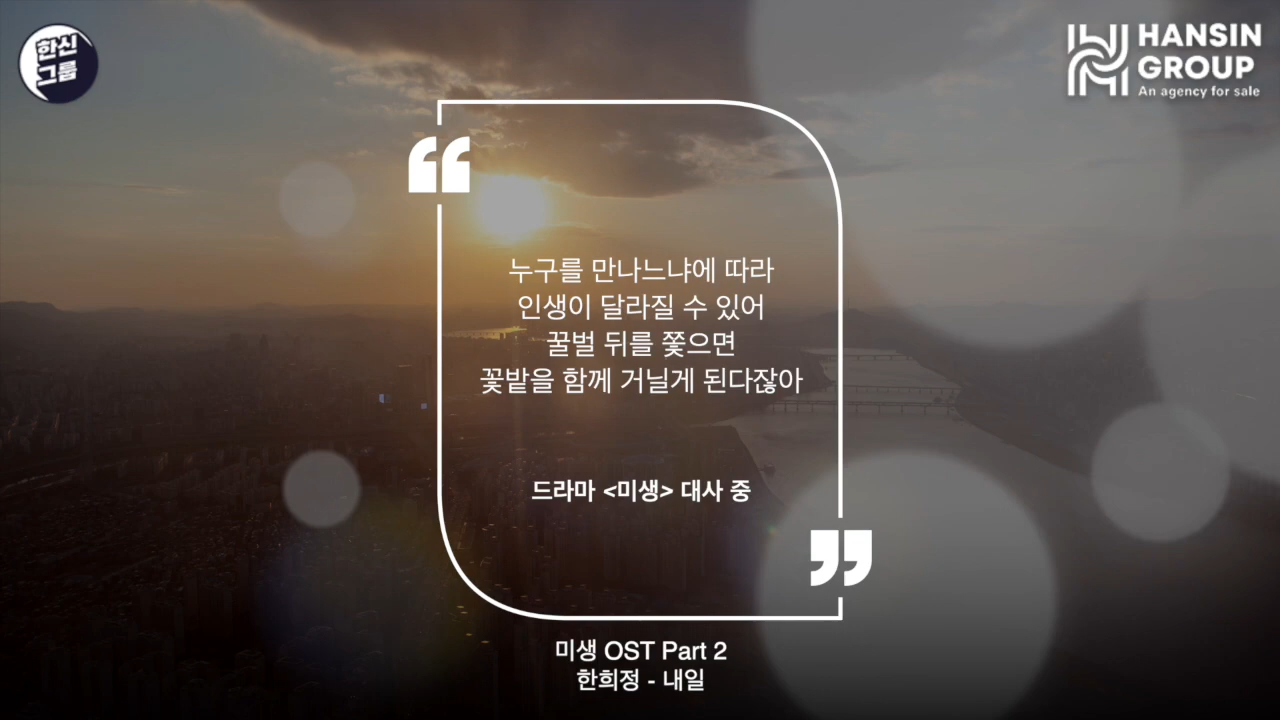 한신
그룹
HANSIN
GROUP
An agency for sale
누구를 만나느냐에 따라
인생이 달라질 수 있어
꿀벌 뒤를 쫓으면
꽃밭을 함께 거닐게 된다잖아
드라마 <미생> 대사 중
미생 OST Part 2
한희정 - 내일